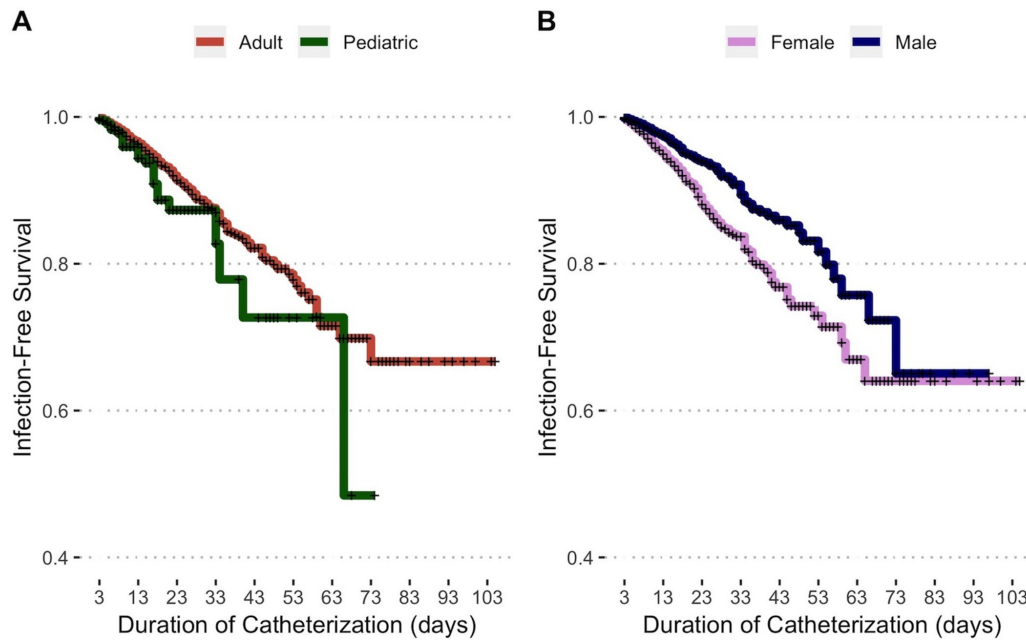 A
Adult Pediatric
Infection-Free Survival
1.0
0.8
0.6
0.4
3 13 23 33 43 53 63 73 83 93 103
Duration of Catheterization (days)
B
Female Male
Infection-Free Survival
1.0
0.8
0.6
0.4
3 13 23 33 43 53 63 73 83 93 103
Duration of Catheterization (days)